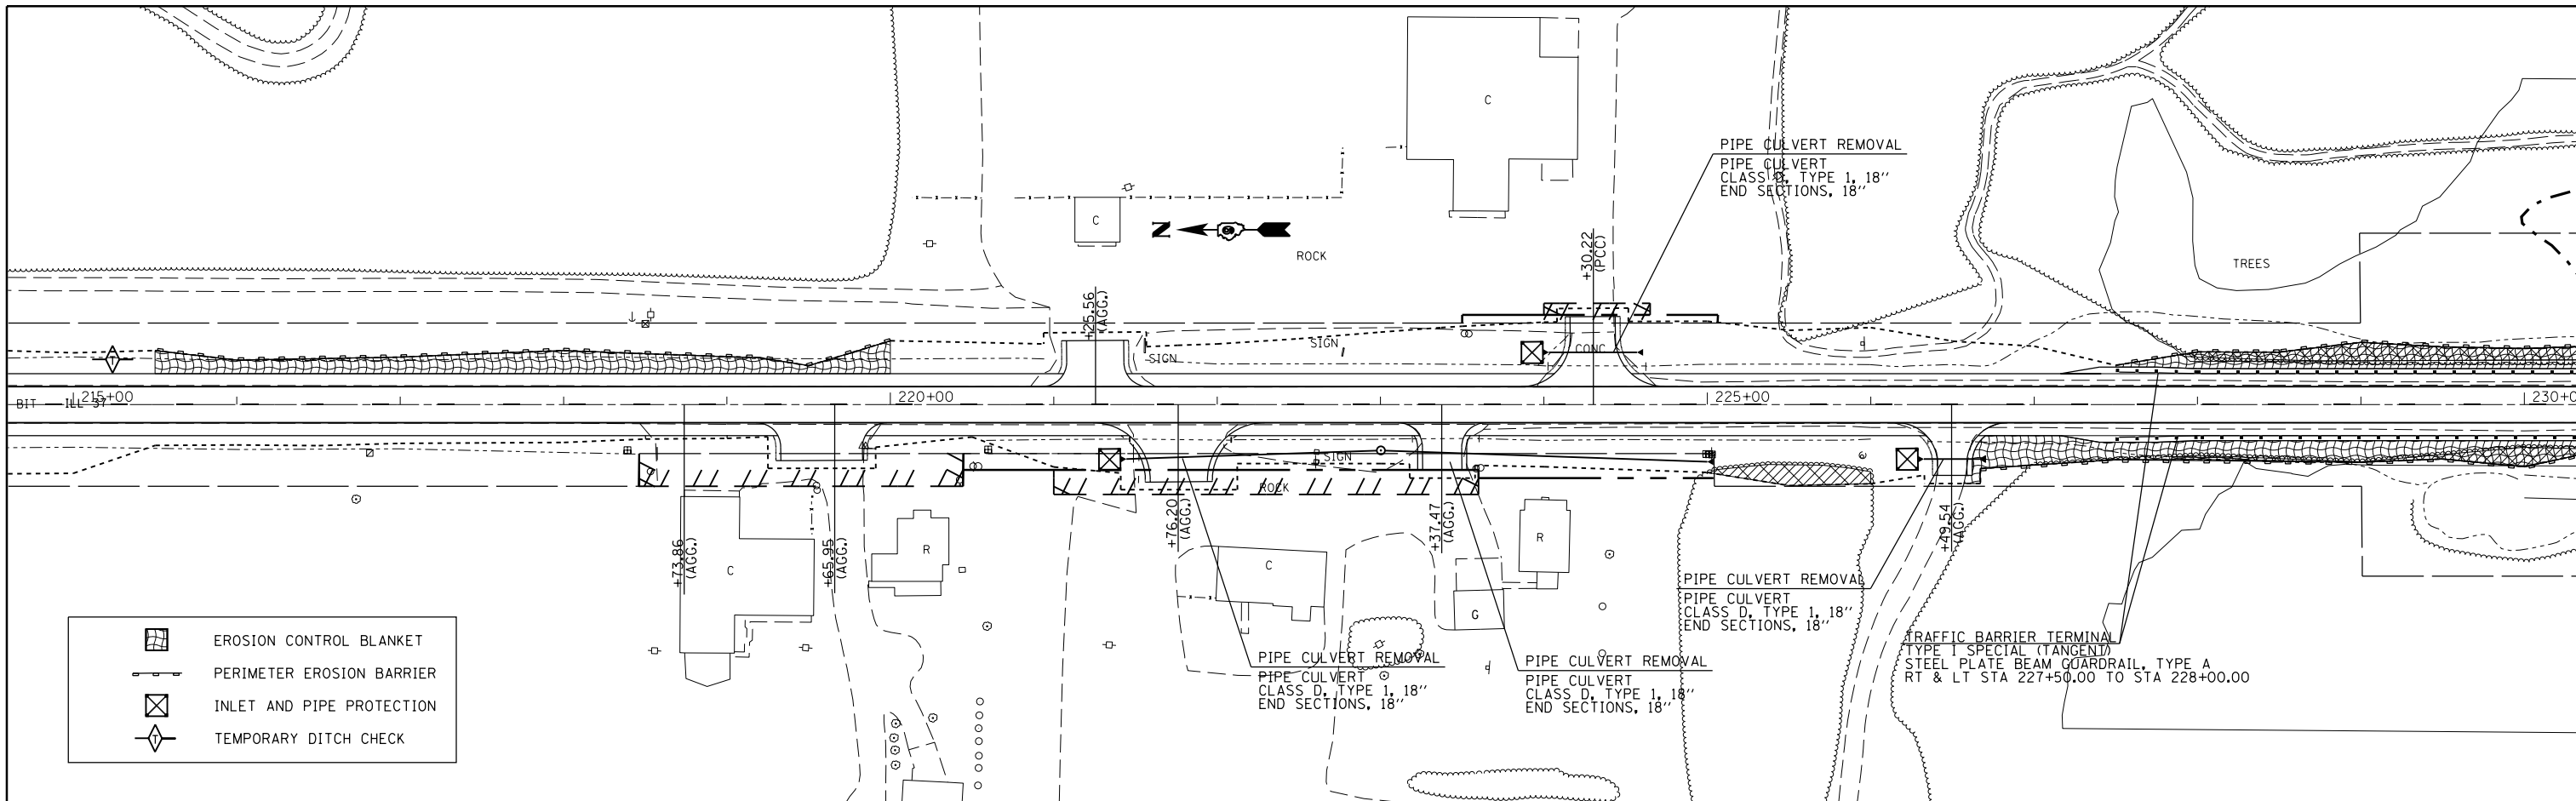 C
PIPE CULVERT REMOVAL
PIPE CULVERT
CLASS D, TYPE 1, 18''
END SECTIONS, 18''
C
N
ROCK
+30.22
(PCC)
TREES
+25.56
(AGG.)
SIGN
SIGN
CONC.
BIT
ILL 37
215+00
220+00
225+00
230+0
SIGN
ROCK
+73.86
(AGG.)
+65.95
(AGG.)
+76.20
(AGG.)
+37.47
(AGG.)
+49.54
(AGG.)
C
R
C
R
G
PIPE CULVERT REMOVAL
PIPE CULVERT
CLASS D, TYPE 1, 18''
END SECTIONS, 18''
EROSION CONTROL BLANKET
PERIMETER EROSION BARRIER
INLET AND PIPE PROTECTION
T TEMPORARY DITCH CHECK
T
PIPE CULVERT REMOVAL
PIPE CULVERT
CLASS D, TYPE 1, 18''
END SECTIONS, 18''
PIPE CULVERT REMOVAL
PIPE CULVERT
CLASS D, TYPE 1, 18''
END SECTIONS, 18''
TRAFFIC BARRIER TERMINAL
TYPE I SPECIAL (TANGENT)
STEEL PLATE BEAM GUARDRAIL, TYPE A
RT & LT STA 227+50.00 TO STA 228+00.00